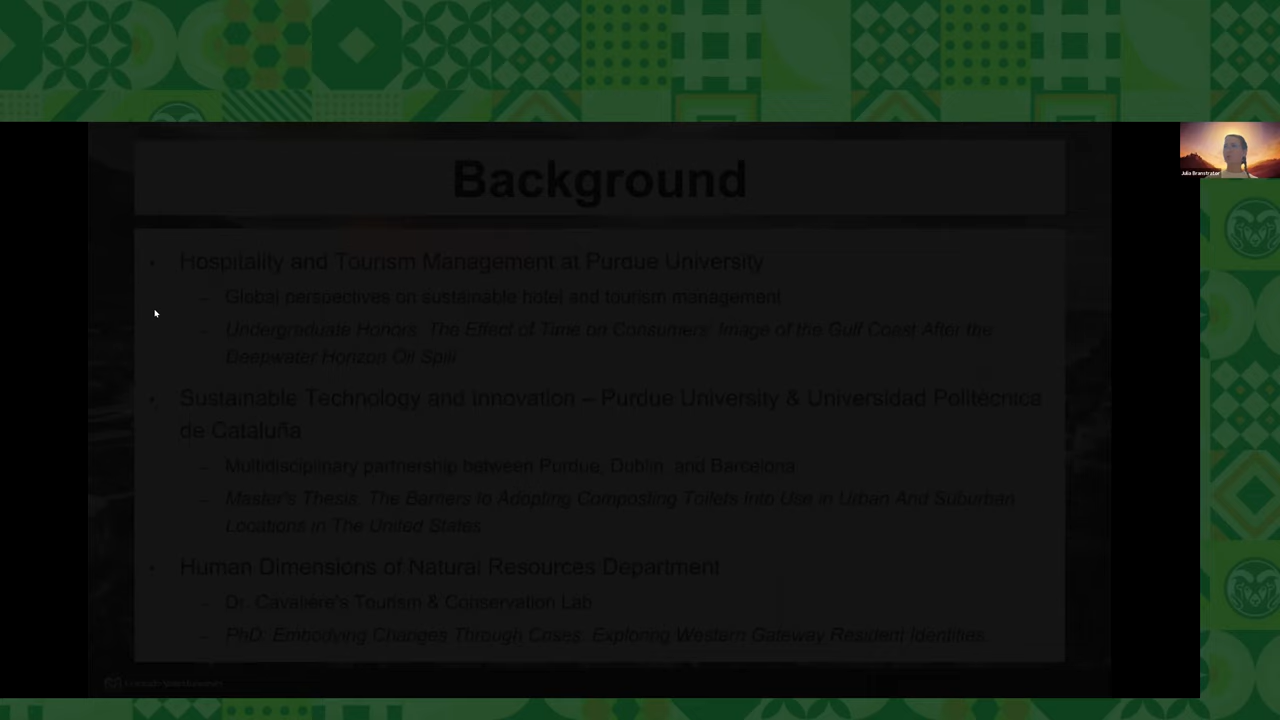 Background
Julia Branstrator
• Hospitality and Tourism Management at Purdue University
– Global perspectives on sustainable hotel and tourism management
– Undergraduate Honors: The Effect of Time on Consumers' Image of the Gulf Coast After the
Deepwater Horizon Oil Spill
• Sustainable Technology and Innovation – Purdue University & Universidad Politécnica
de Cataluña
– Multidisciplinary partnership between Purdue, Dublin, and Barcelona
– Master's Thesis: The Barriers to Adopting Composting Toilets Into Use in Urban And Suburban
Locations in The United States
• Human Dimensions of Natural Resources Department
– Dr. Cavaliere's Tourism & Conservation Lab
– PhD: Embodying Changes Through Crises: Exploring Western Gateway Resident Identities